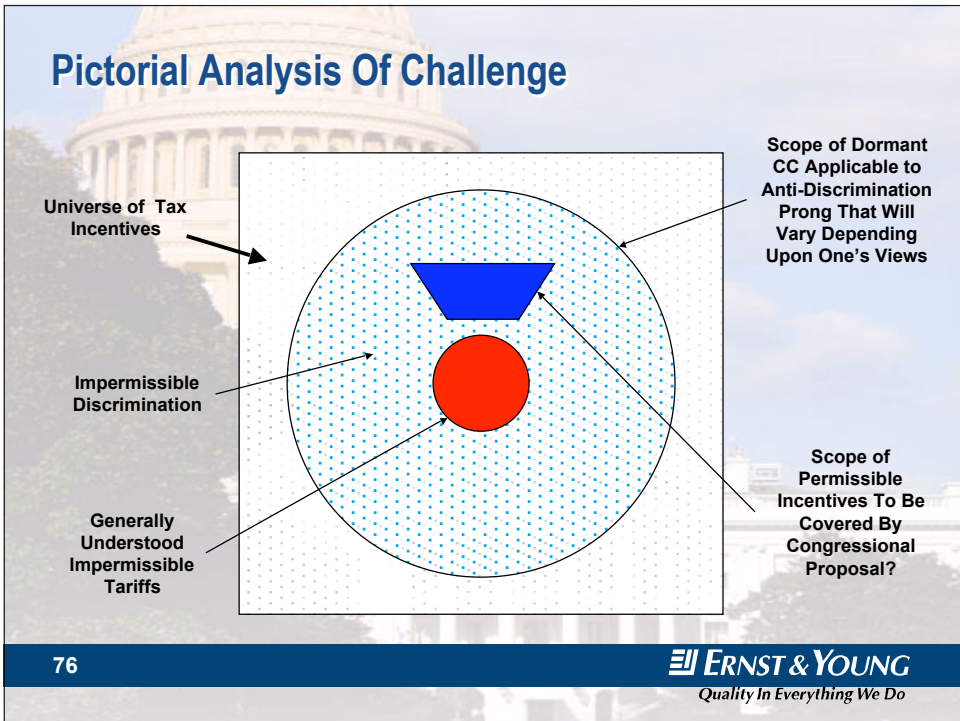 Pictorial Analysis Of Challenge
Universe of Tax
Incentives
Scope of Dormant
CC Applicable to
Anti-Discrimination
Prong That Will
Vary Depending
Upon One's Views
Impermissible
Discrimination
Generally
Understood
Impermissible
Tariffs
Scope of
Permissible
Incentives To Be
Covered By
Congressional
Proposal?
76
ERNST & YOUNG
Quality In Everything We Do